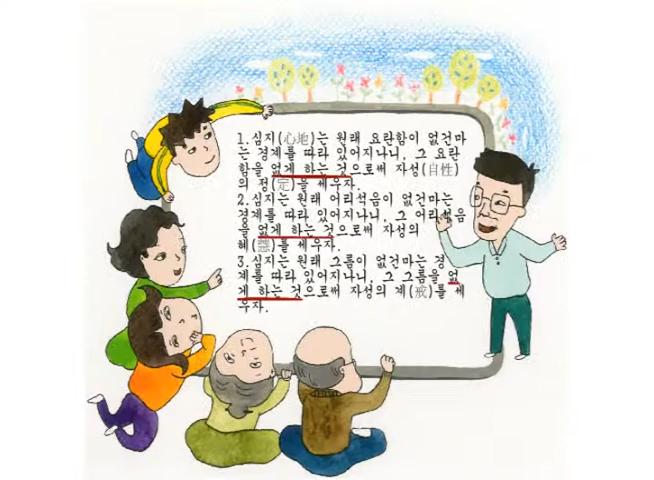 1.심지(心地)는 원래 요란함이 없건마
는 경계를 따라 있어지나니, 그 요란
함을 없게 하는 것으로써 자성(自性)
의 정(定)을 세우자.
2.심지는 원래 어리석음이 없건마는
경계를 따라 있어지나니, 그 어리석음
을 없게 하는 것으로써 자성의
혜(慧)를 세우자.
3.심지는 원래 그름이 없건마는 경
계를 따라 있어지나니, 그 그름을 없
게 하는 것으로써 자성의 계(戒)를 세
우자.